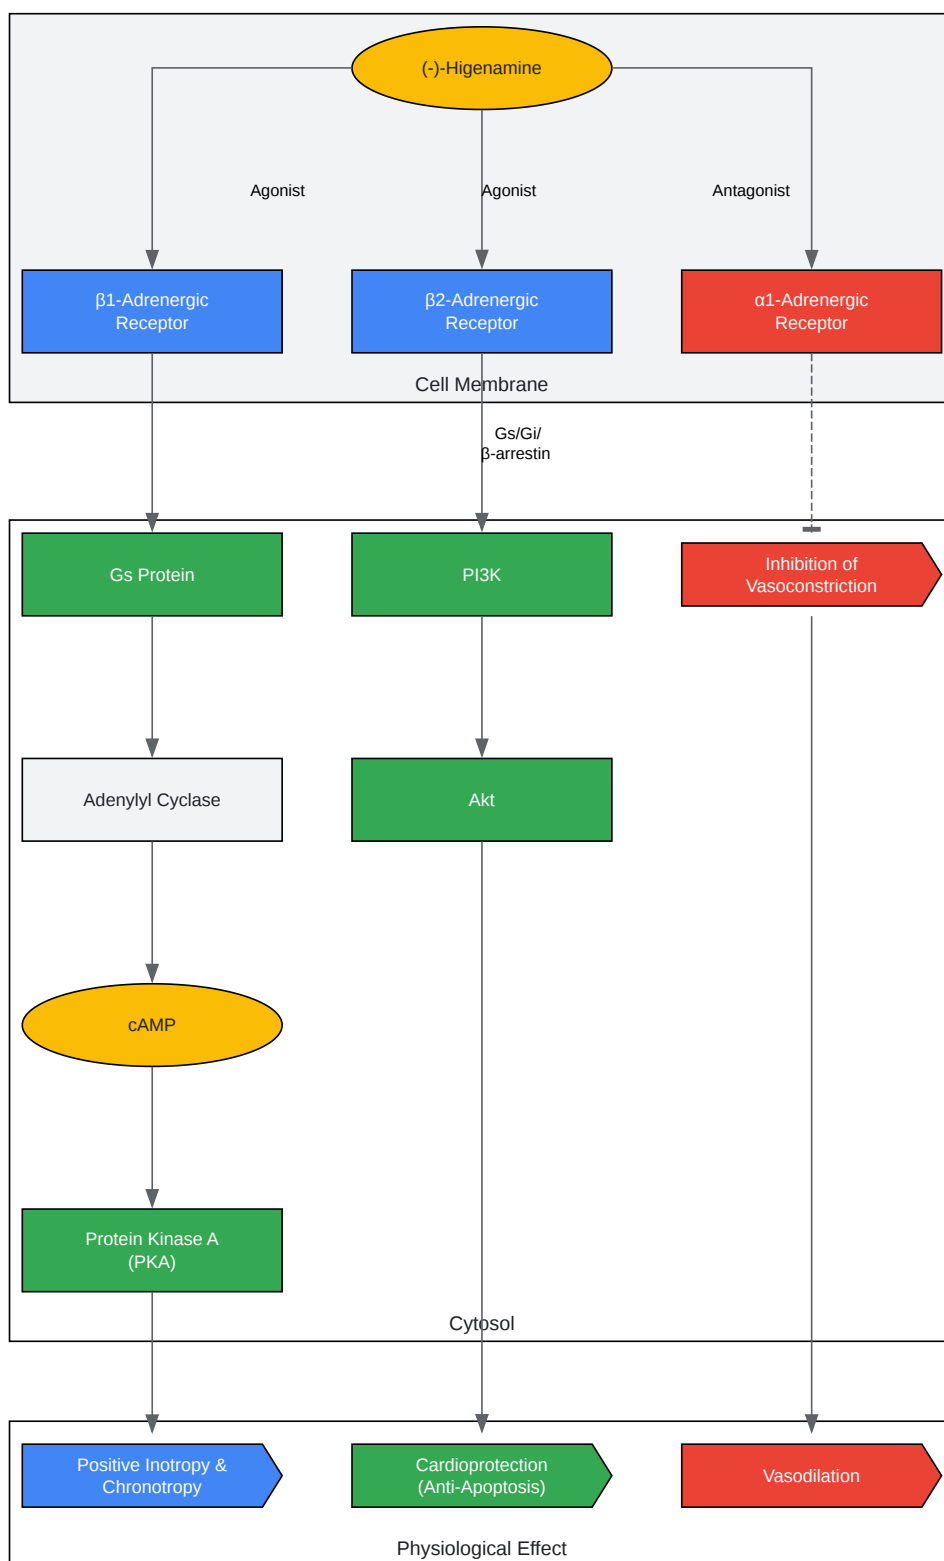 (-)-Higenamine
Agonist
Agonist
Antagonist
β1-Adrenergic
Receptor
β2-Adrenergic
Receptor
α1-Adrenergic
Receptor
Cell Membrane
Gs/Gi/
β-arrestin
Gs Protein
PI3K
Inhibition of
Vasoconstriction
Adenylyl Cyclase
Akt
cAMP
Protein Kinase A
(PKA)
Cytosol
Positive Inotropy &
Chronotropy
Cardioprotection
(Anti-Apoptosis)
Vasodilation
Physiological Effect